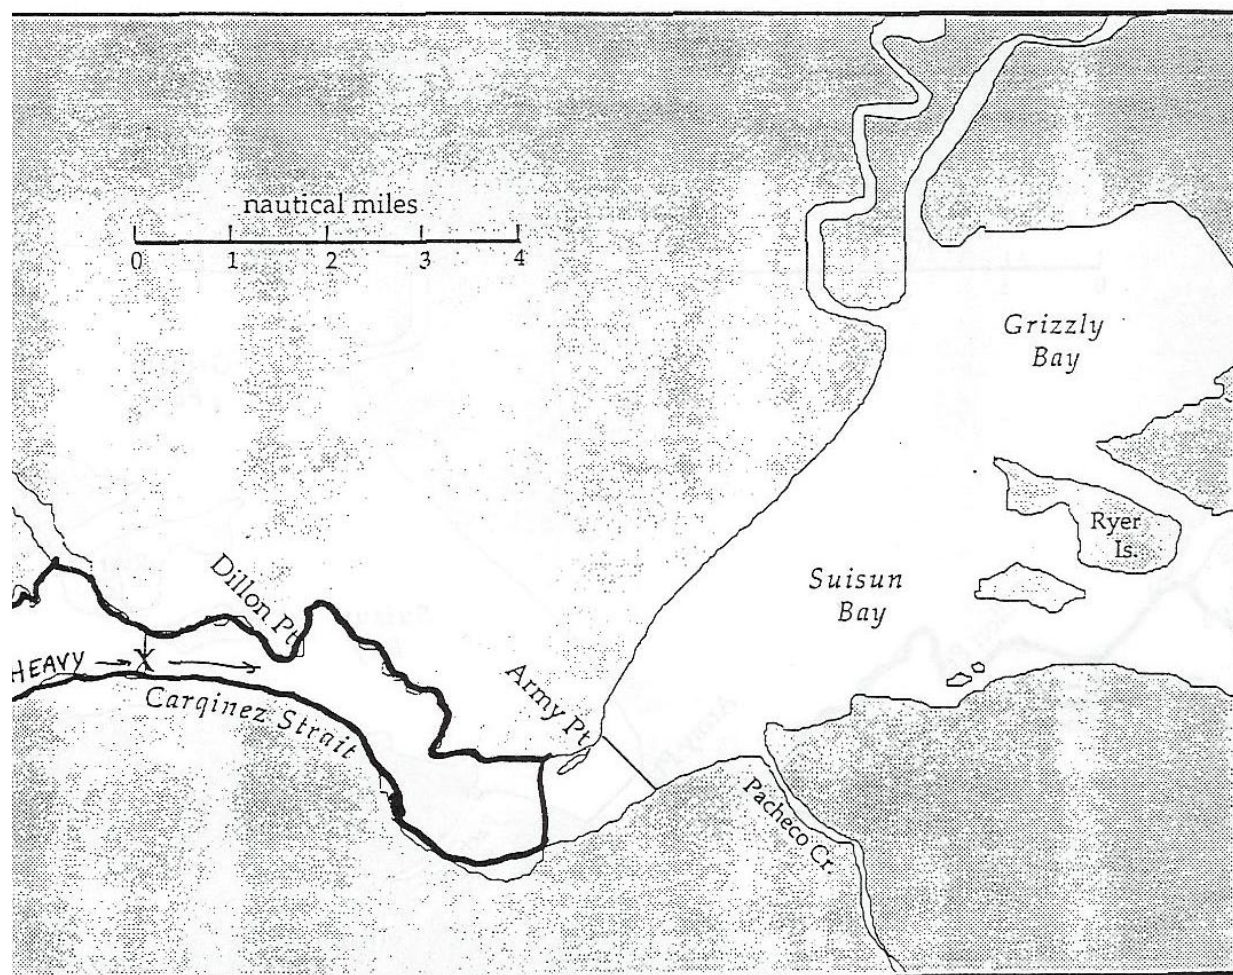 nautical miles
0 1 2 3 4
Grizzly
Bay
Ryer
Is.
Suisun
Bay
Dillon Pt.
HEAVY → X →
Carqinez Strait
Army Pt.
Pacheco Cr.